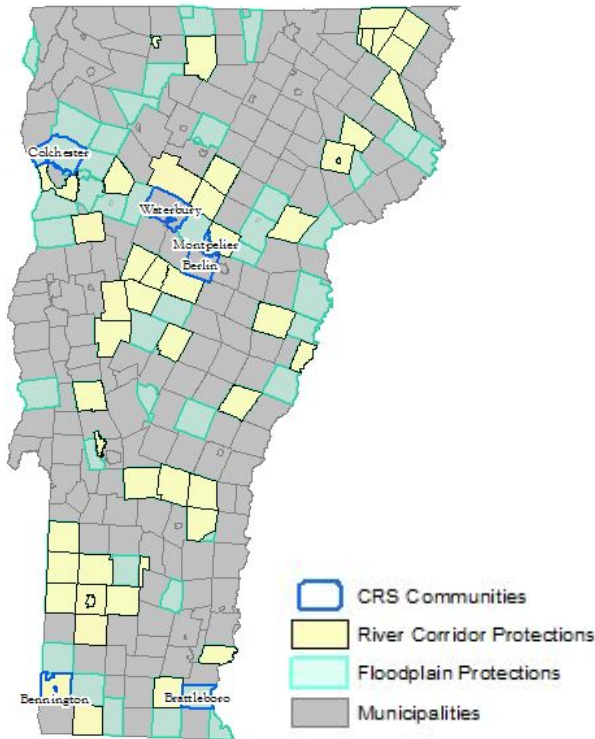 Colchester
Waterbury
Montpelier
Berlin
Bennington
Brattleboro
CRS Communities
River Corridor Protections
Floodplain Protections
Municipalities